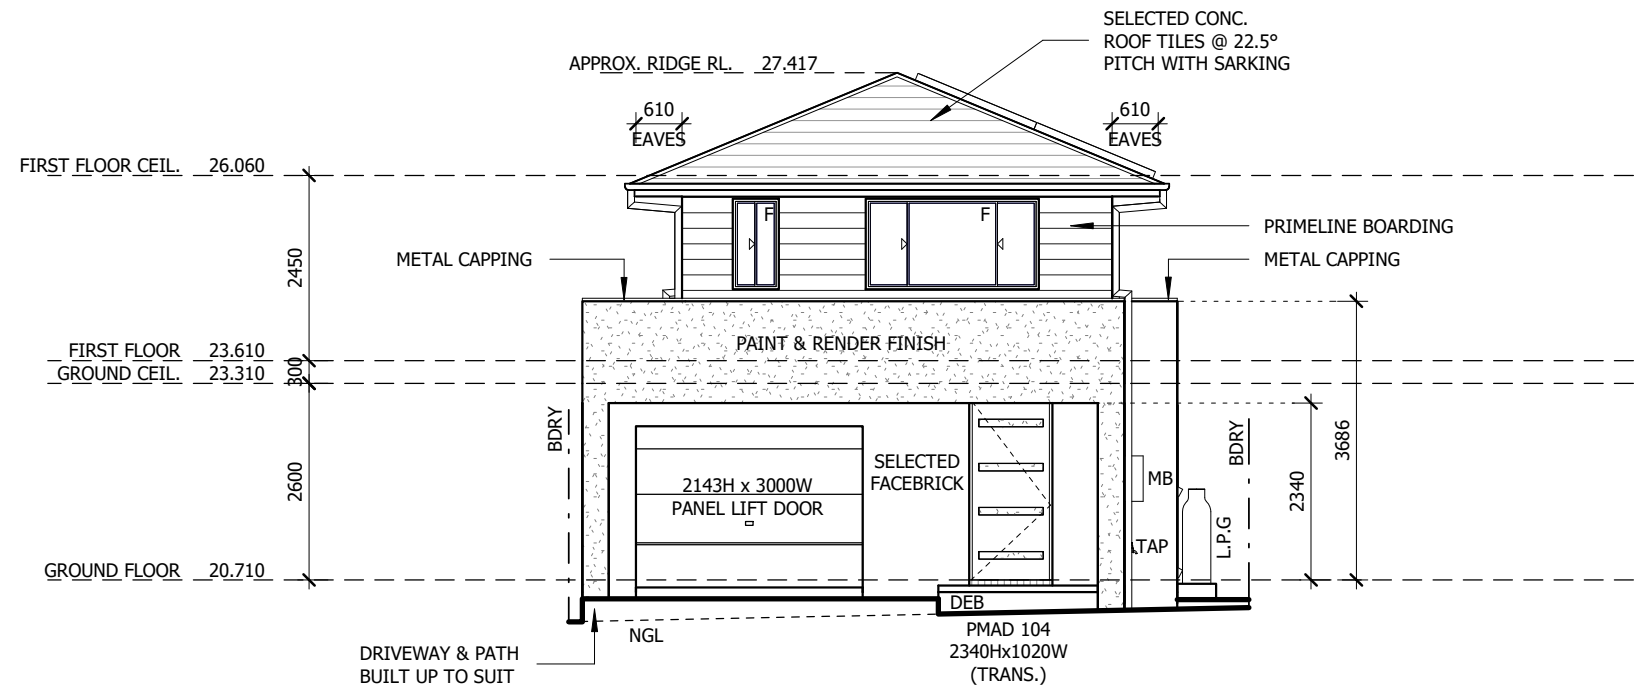 SELECTED CONC.
ROOF TILES @ 22.5°
PITCH WITH SARKING
APPROX. RIDGE RL. 27.417
610
EAVES
610
EAVES
FIRST FLOOR CEIL. 26.060
F
F
PRIMELINE BOARDING
METAL CAPPING
METAL CAPPING
2450
PAINT & RENDER FINISH
FIRST FLOOR 23.610
300
GROUND CEIL. 23.310
BDRY
BDRY
3686
SELECTED
FACEBRICK
2143H x 3000W
PANEL LIFT DOOR
MB
2600
2340
L.P.G
TAP
GROUND FLOOR 20.710
DEB
NGL
PMAD 104
2340Hx1020W
(TRANS.)
DRIVEWAY & PATH
BUILT UP TO SUIT